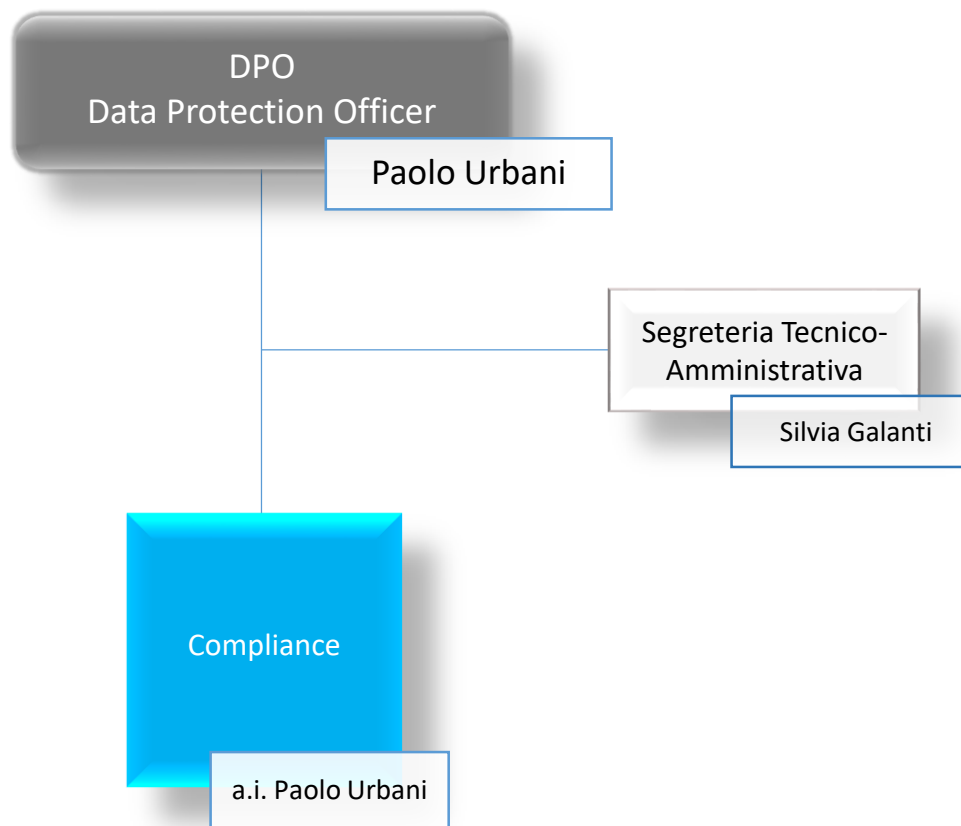 DPO
Data Protection Officer
Paolo Urbani
Segreteria Tecnico-
Amministrativa
Silvia Galanti
Compliance
a.i. Paolo Urbani